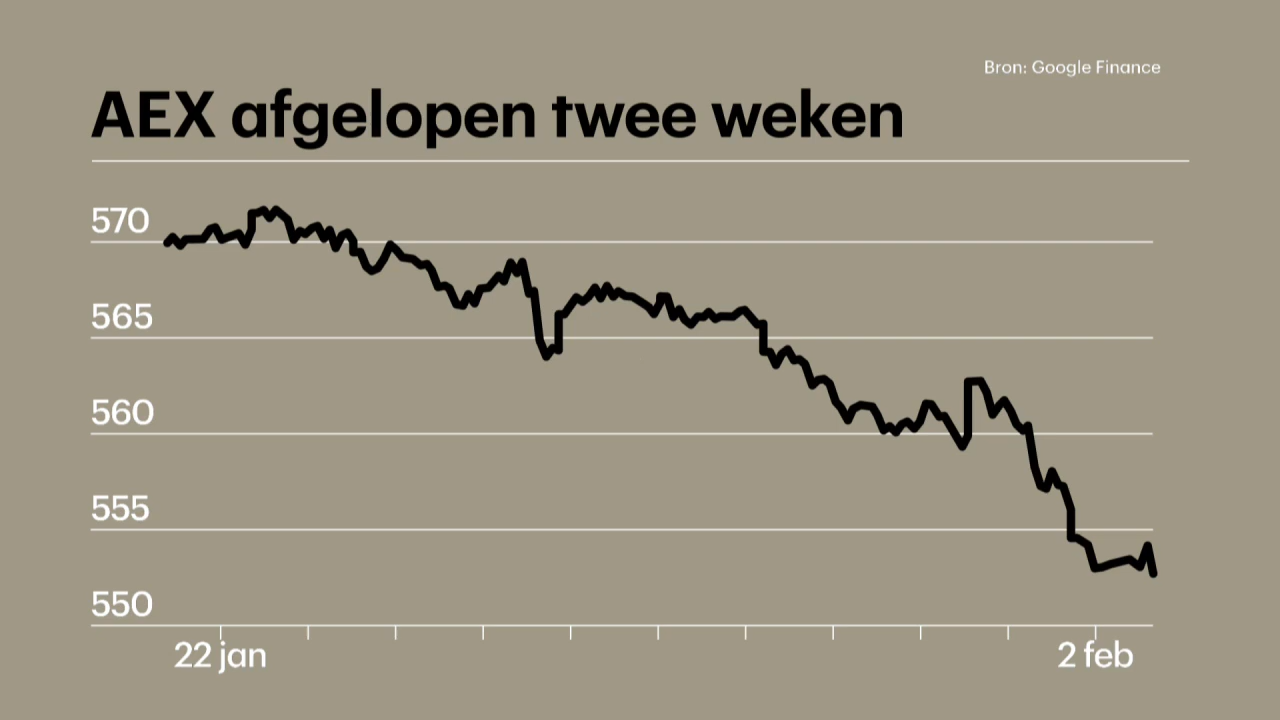 Bron: Google Finance
AEX afgelopen twee weken
570
565
560
555
550
22 jan
2 feb